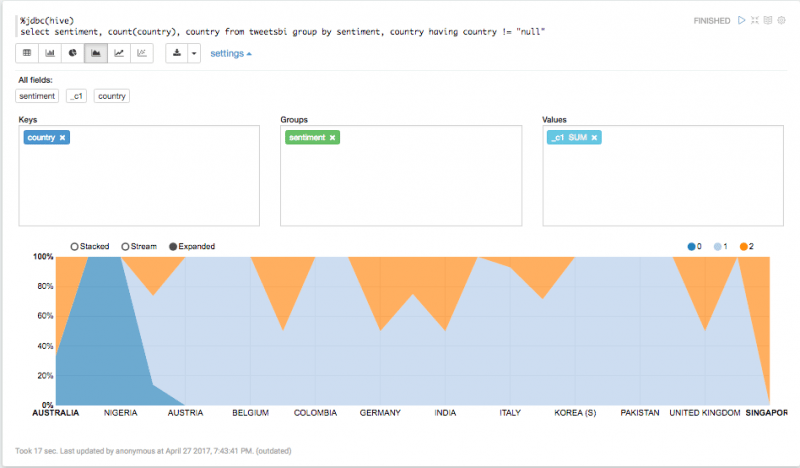 %jdbc(hive)
FINISHED
select sentiment, count(country), country from tweetsbi group by sentiment, country having country != "null"
settings
All fields:
sentiment _c1 country
Keys Groups Values
country × sentiment × _c1 SUM ×
Stacked Stream Expanded 0 1 2
100%
80%
60%
40%
20%
0%
AUSTRALIA NIGERIA AUSTRIA BELGIUM COLOMBIA GERMANY INDIA ITALY KOREA (S) PAKISTAN UNITED KINGDOM SINGAPOR
Took 17 sec. Last updated by anonymous at April 27 2017, 7:43:41 PM. (outdated)